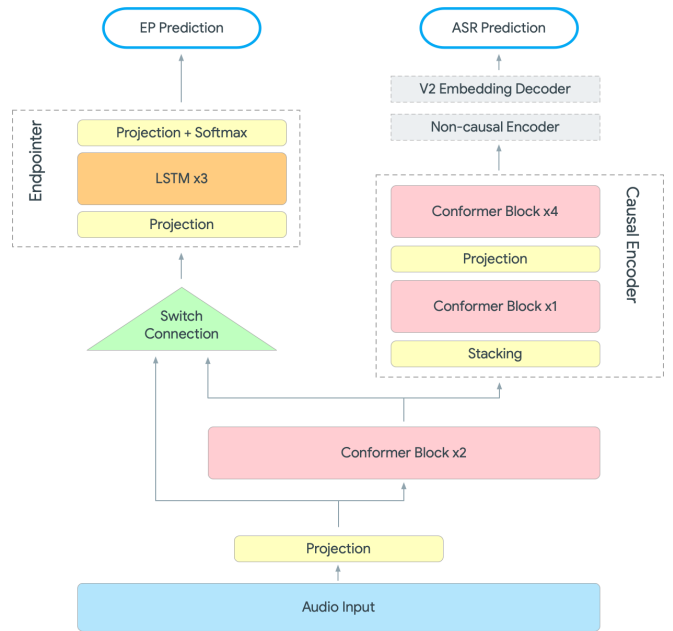 EP Prediction
ASR Prediction
V2 Embedding Decoder
Non-causal Encoder
Endpointer
Projection + Softmax
LSTM x3
Projection
Causal Encoder
Conformer Block x4
Projection
Conformer Block x1
Stacking
Switch
Connection
Conformer Block x2
Projection
Audio Input